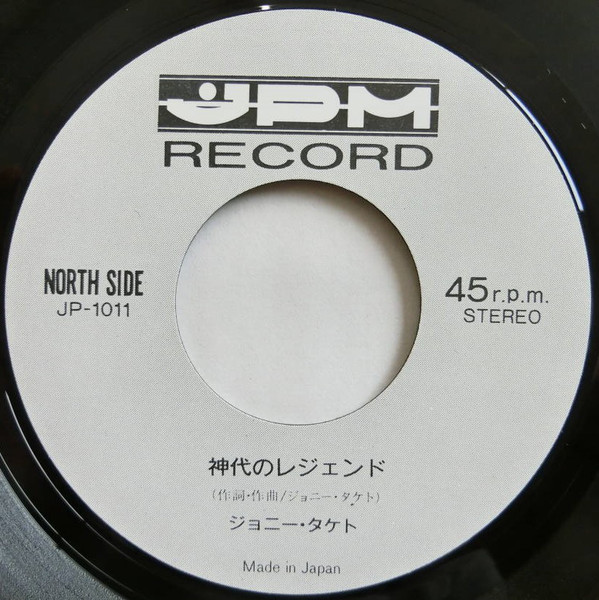 JPM
RECORD
NORTH SIDE
JP-1011
45 r.p.m.
STEREO
神代のレジェンド
(作詞・作曲/ジョニー・タケト)
ジョニー・タケト
Made in Japan